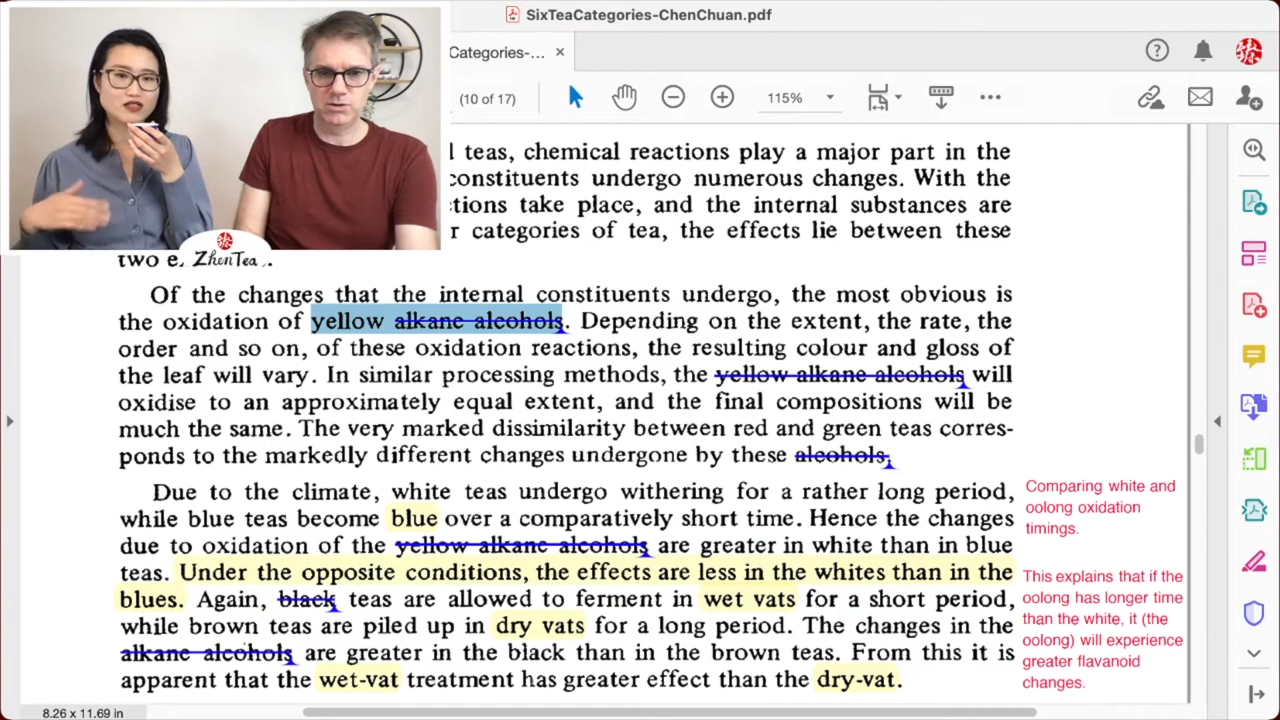 SixTeaCategories-ChenChuan.pdf
Categories-... ×
(10 of 17)
115%
l teas, chemical reactions play a major part in the
constituents undergo numerous changes. With the
tions take place, and the internal substances are
r categories of tea, the effects lie between these
two e
ZhenTea
Of the changes that the internal constituents undergo, the most obvious is
the oxidation of yellow alkane alcohols. Depending on the extent, the rate, the
order and so on, of these oxidation reactions, the resulting colour and gloss of
the leaf will vary. In similar processing methods, the yellow alkane alcohols will
oxidise to an approximately equal extent, and the final compositions will be
much the same. The very marked dissimilarity between red and green teas corres-
ponds to the markedly different changes undergone by these alcohols.
Due to the climate, white teas undergo withering for a rather long period,
while blue teas become blue over a comparatively short time. Hence the changes
due to oxidation of the yellow alkane alcohols are greater in white than in blue
teas. Under the opposite conditions, the effects are less in the whites than in the
blues. Again, black teas are allowed to ferment in wet vats for a short period,
while brown teas are piled up in dry vats for a long period. The changes in the
alkane alcohols are greater in the black than in the brown teas. From this it is
apparent that the wet-vat treatment has greater effect than the dry-vat.
Comparing white and
oolong oxidation
timings.
This explains that if the
oolong has longer time
than the white, it (the
oolong) will experience
greater flavanoid
changes.
8.26 x 11.69 in